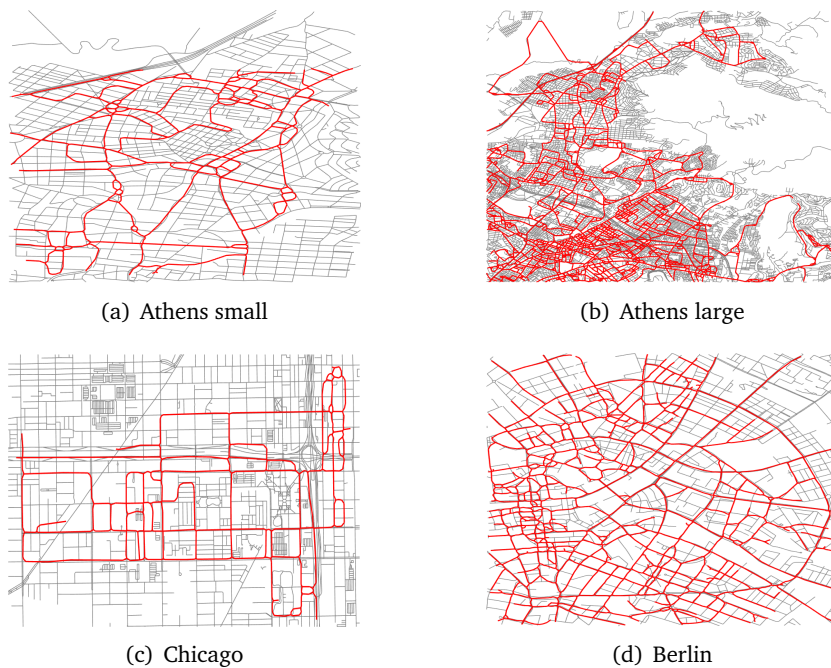 (a) Athens small
(b) Athens large
(c) Chicago
(d) Berlin